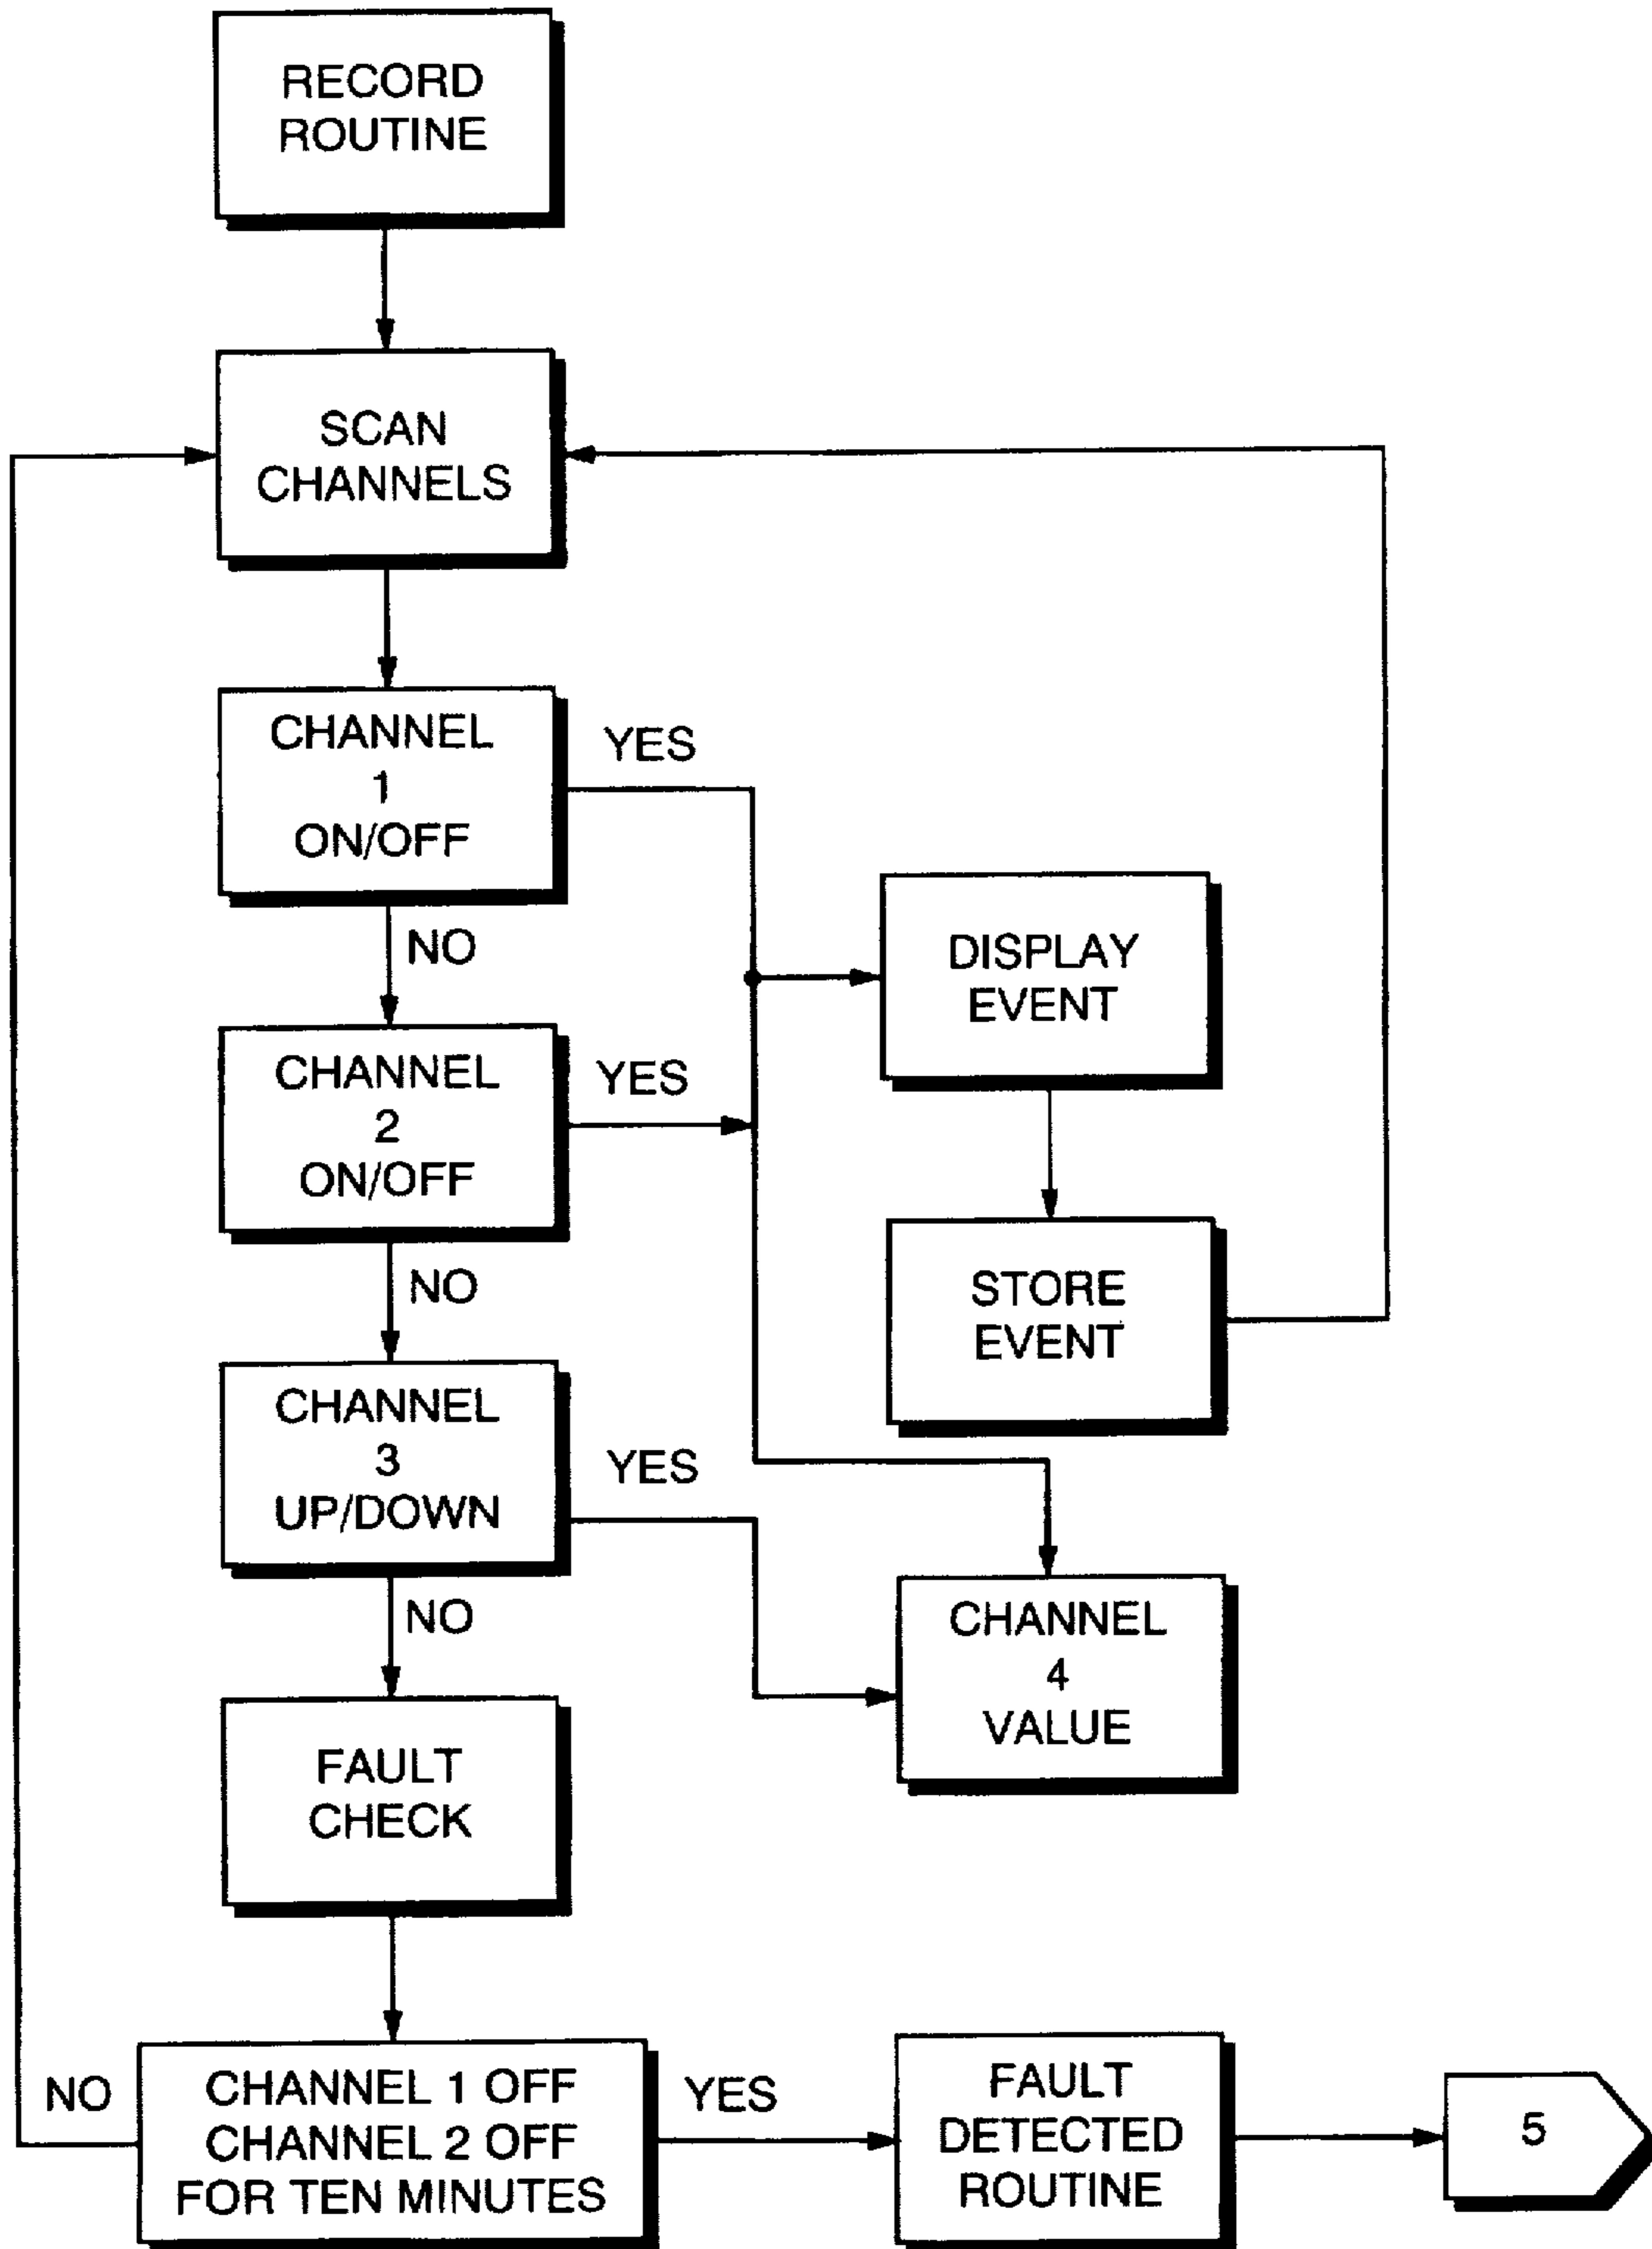 RECORD
ROUTINE
SCAN
CHANNELS
CHANNEL
1
ON/OFF
YES
NO
DISPLAY
EVENT
CHANNEL
2
ON/OFF
YES
NO
STORE
EVENT
CHANNEL
3
UP/DOWN
YES
NO
CHANNEL
4
VALUE
FAULT
CHECK
NO
CHANNEL 1 OFF
CHANNEL 2 OFF
FOR TEN MINUTES
YES
FAULT
DETECTED
ROUTINE
5